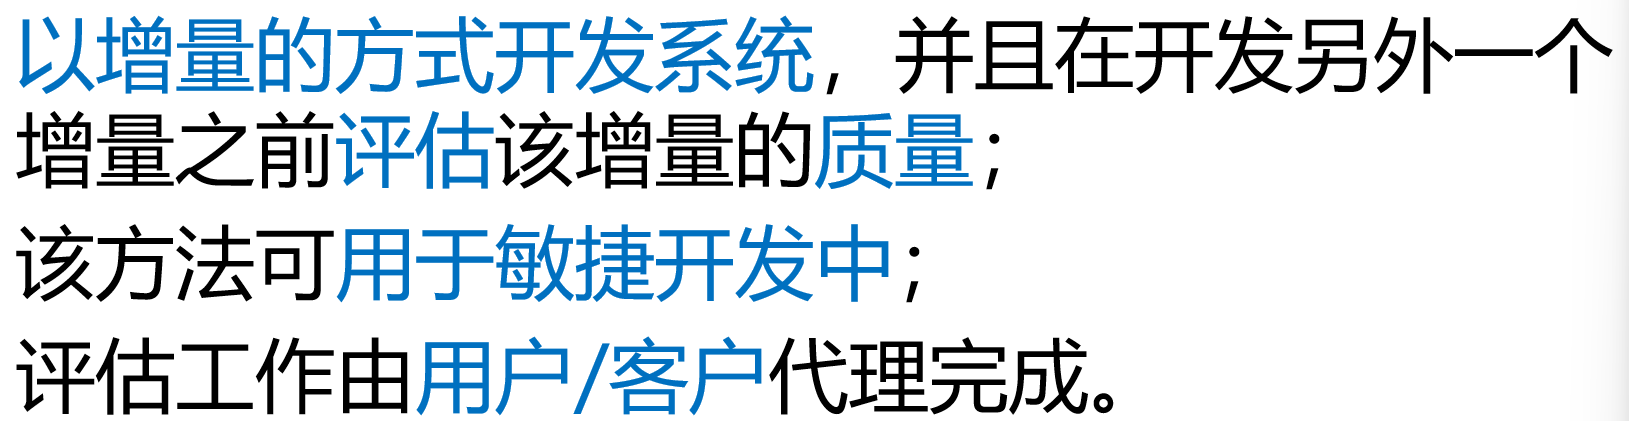 以增量的方式开发系统，并且在开发另外一个
增量之前评估该增量的质量；
该方法可用于敏捷开发中；
评估工作由用户/客户代理完成。